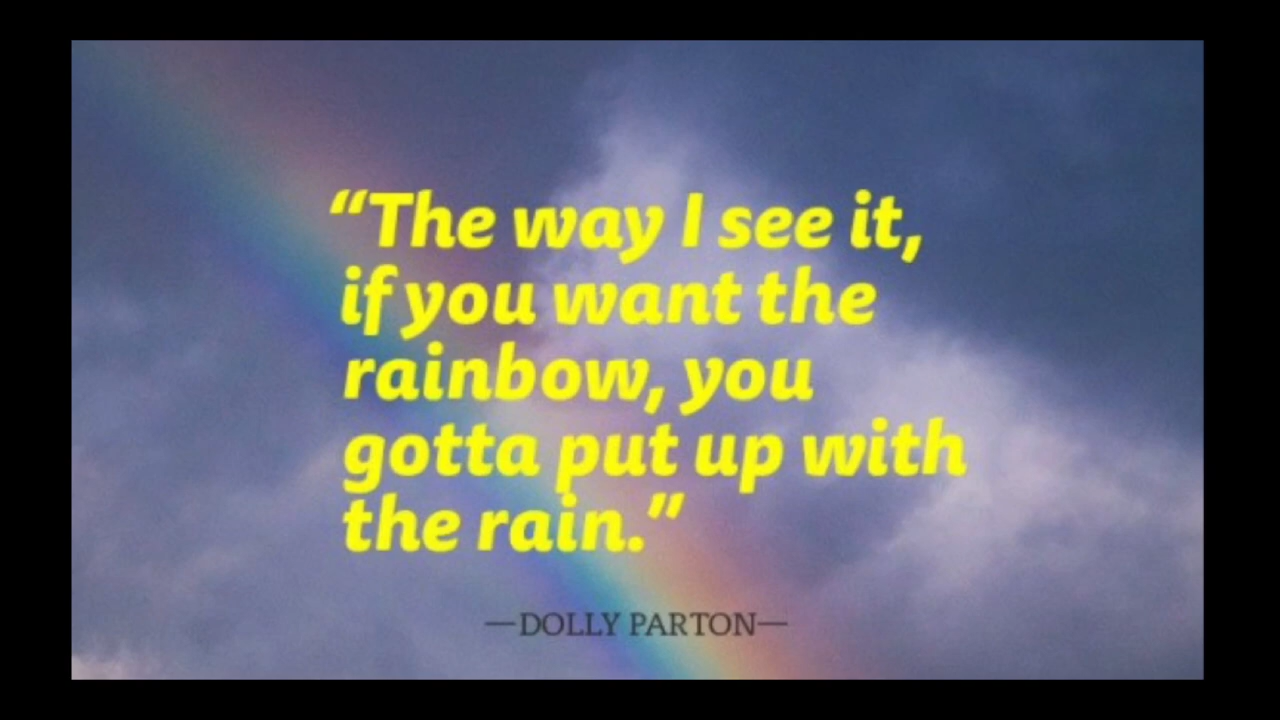 “The way I see it,
if you want the
rainbow, you
gotta put up with
the rain.”
—DOLLY PARTON—